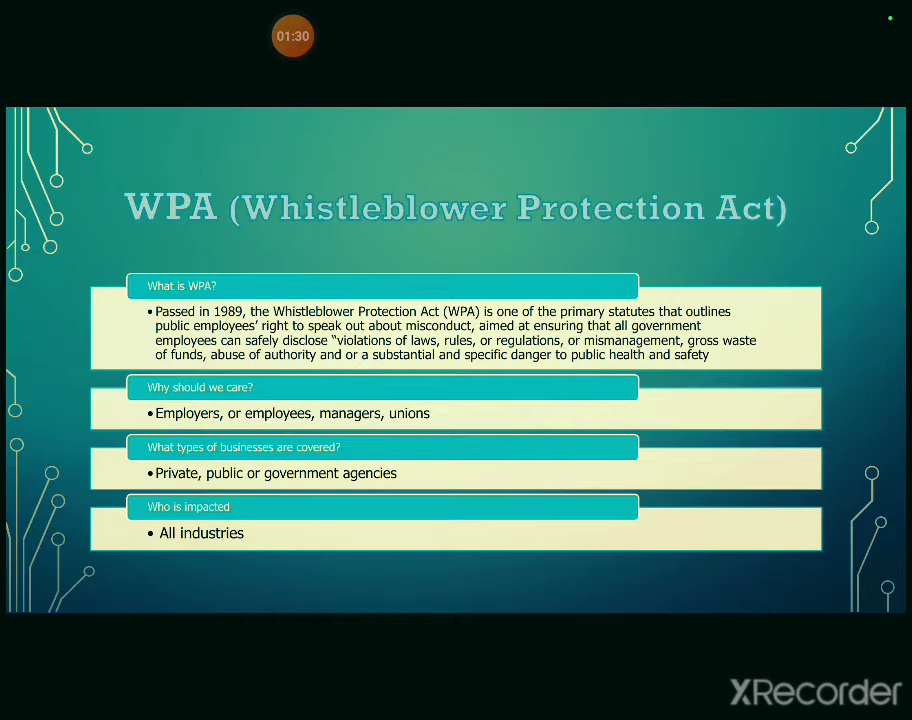 01:30
WPA (Whistleblower Protection Act)
What is WPA?
• Passed in 1989, the Whistleblower Protection Act (WPA) is one of the primary statutes that outlines
public employees' right to speak out about misconduct, aimed at ensuring that all government
employees can safely disclose "violations of laws, rules, or regulations, or mismanagement, gross waste
of funds, abuse of authority and or a substantial and specific danger to public health and safety
Why should we care?
• Employers, or employees, managers, unions
What types of businesses are covered?
• Private, public or government agencies
Who is impacted
• All industries
XRecorder